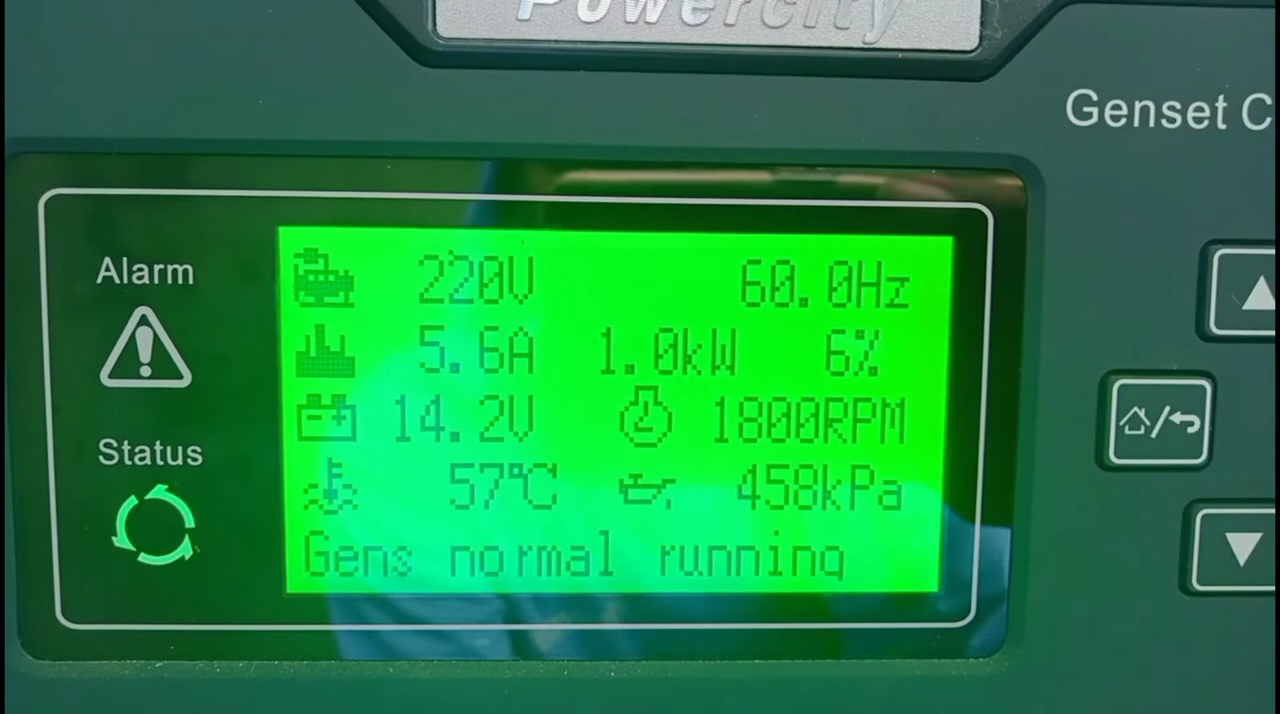 Powercity
Genset C
Alarm
Status
220V 60.0Hz
5.6A 1.0kW 6%
14.2V 1800RPM
57℃ 458kPa
Gens normal running